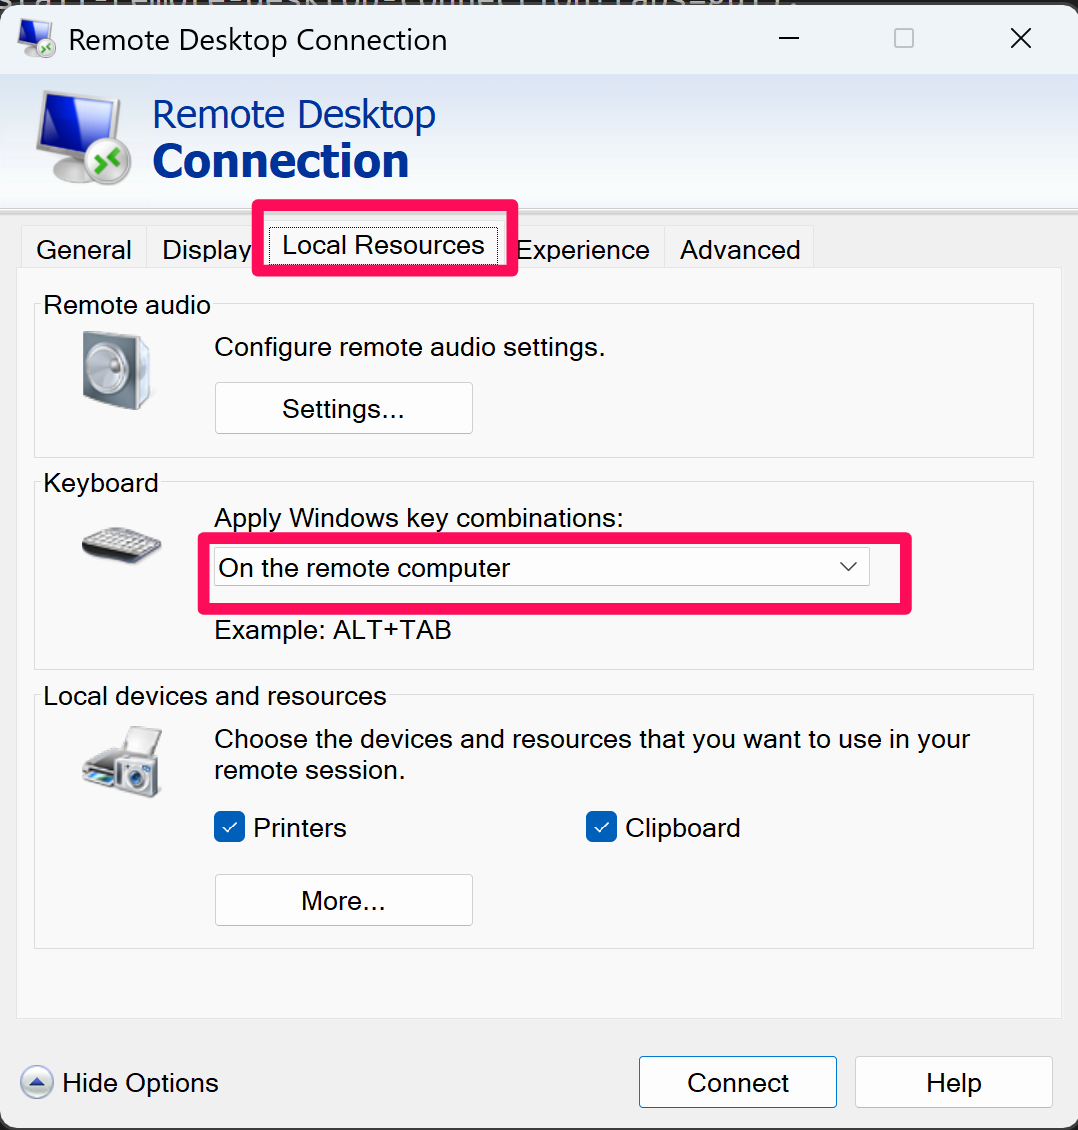 Remote Desktop Connection
Remote Desktop
Connection
General Display Local Resources Experience Advanced
Remote audio
Configure remote audio settings.
Settings...
Keyboard
Apply Windows key combinations:
On the remote computer
Example: ALT+TAB
Local devices and resources
Choose the devices and resources that you want to use in your
remote session.
Printers Clipboard
More...
Hide Options Connect Help